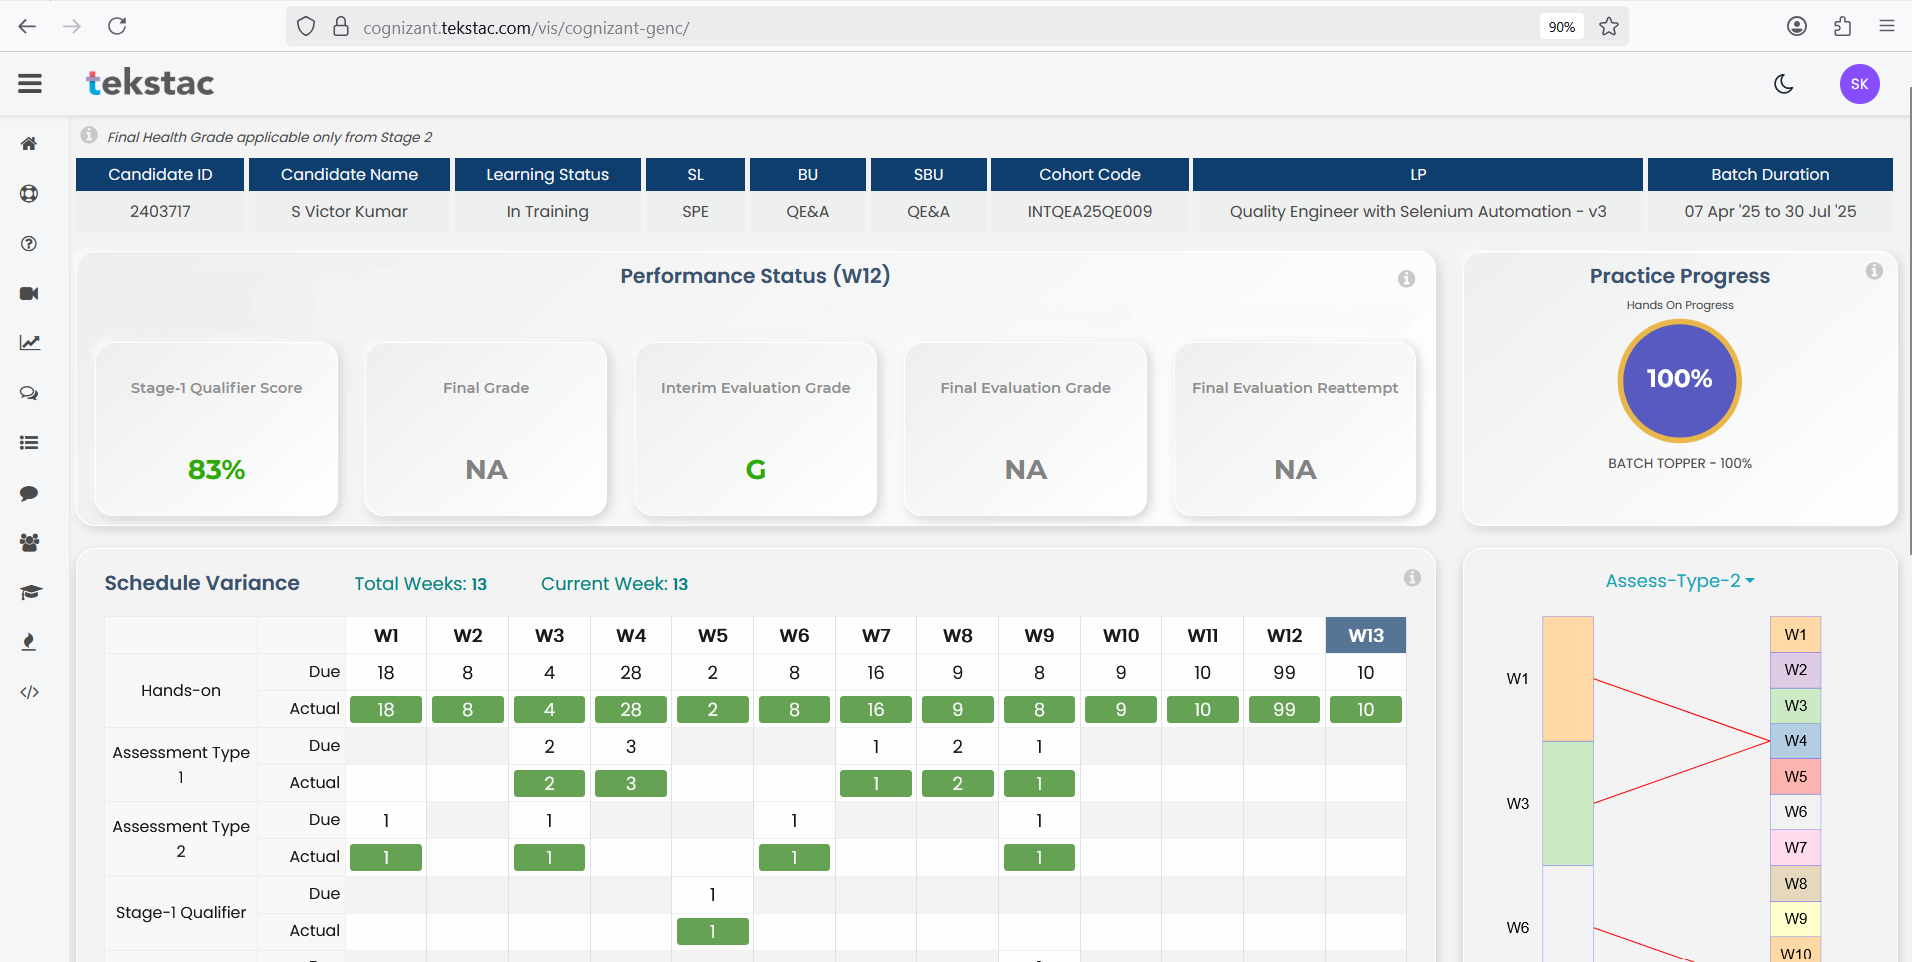 cognizant.tekstac.com/vis/cognizant-genc/
90%
tekstac
SK
Final Health Grade applicable only from Stage 2
Candidate ID Candidate Name Learning Status SL BU SBU Cohort Code LP Batch Duration
2403717 S Victor Kumar In Training SPE QE&A QE&A INTQEA25QE009 Quality Engineer with Selenium Automation - v3 07 Apr '25 to 30 Jul '25
Performance Status (W12)
Stage-1 Qualifier Score Final Grade Interim Evaluation Grade Final Evaluation Grade Final Evaluation Reattempt
83% NA G NA NA
Practice Progress
Hands On Progress
100%
BATCH TOPPER - 100%
Schedule Variance Total Weeks: 13 Current Week: 13
W1 W2 W3 W4 W5 W6 W7 W8 W9 W10 W11 W12 W13
Hands-on
Due 18 8 4 28 2 8 16 9 8 9 10 99 10
Actual 18 8 4 28 2 8 16 9 8 9 10 99 10
Assessment Type
1
Due 2 3 1 2 1
Actual 2 3 1 2 1
Assessment Type
2
Due 1 1 1 1
Actual 1 1 1 1
Stage-1 Qualifier
Due 1
Actual 1
Assess-Type-2
W1
W3
W6
W1
W2
W3
W4
W5
W6
W7
W8
W9
W10